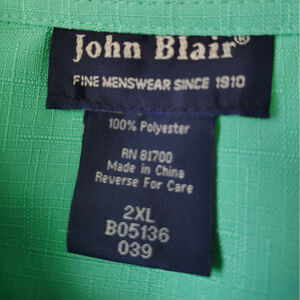 John Blair®
FINE MENSWEAR SINCE 1910
100% Polyester
RN 81700
Made in China
Reverse For Care
2XL
B05136
039